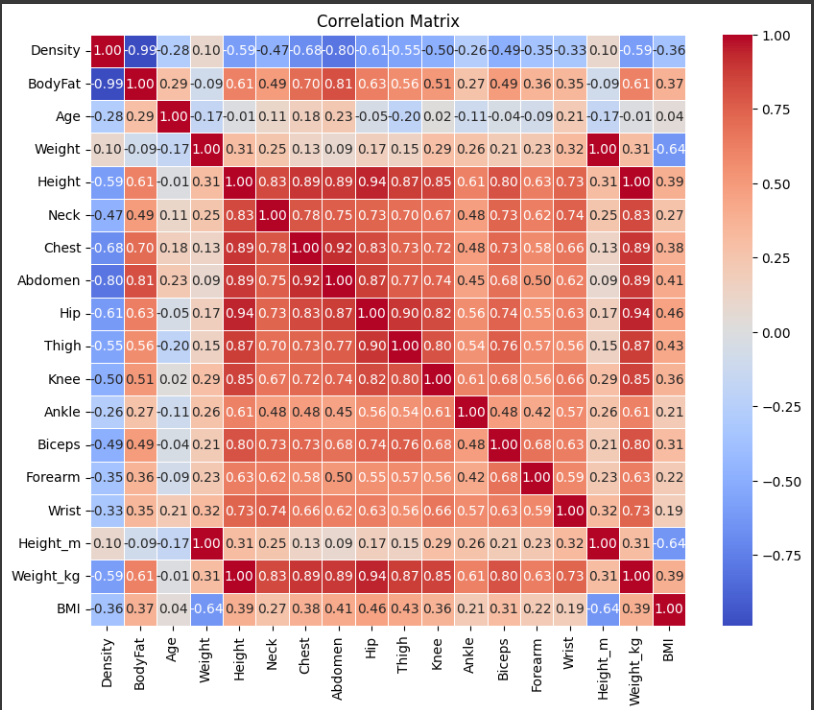 Correlation Matrix
Density 1.00 -0.99 -0.28 0.10 -0.59 -0.47 -0.68 -0.80 -0.61 -0.55 -0.50 -0.26 -0.49 -0.35 -0.33 0.10 -0.59 -0.36
BodyFat -0.99 1.00 0.29 -0.09 0.61 0.49 0.70 0.81 0.63 0.56 0.51 0.27 0.49 0.36 0.35 -0.09 0.61 0.37
Age -0.28 0.29 1.00 -0.17 -0.01 0.11 0.18 0.23 -0.05 -0.20 0.02 -0.11 -0.04 -0.09 0.21 -0.17 -0.01 0.04
Weight 0.10 -0.09 -0.17 1.00 0.31 0.25 0.13 0.09 0.17 0.15 0.29 0.26 0.21 0.23 0.32 1.00 0.31 -0.64
Height -0.59 0.61 -0.01 0.31 1.00 0.83 0.89 0.89 0.94 0.87 0.85 0.61 0.80 0.63 0.73 0.31 1.00 0.39
Neck -0.47 0.49 0.11 0.25 0.83 1.00 0.78 0.75 0.73 0.70 0.67 0.48 0.73 0.62 0.74 0.25 0.83 0.27
Chest -0.68 0.70 0.18 0.13 0.89 0.78 1.00 0.92 0.83 0.73 0.72 0.48 0.73 0.58 0.66 0.13 0.89 0.38
Abdomen -0.80 0.81 0.23 0.09 0.89 0.75 0.92 1.00 0.87 0.77 0.74 0.45 0.68 0.50 0.62 0.09 0.89 0.41
Hip -0.61 0.63 -0.05 0.17 0.94 0.73 0.83 0.87 1.00 0.90 0.82 0.56 0.74 0.55 0.63 0.17 0.94 0.46
Thigh -0.55 0.56 -0.20 0.15 0.87 0.70 0.73 0.77 0.90 1.00 0.80 0.54 0.76 0.57 0.56 0.15 0.87 0.43
Knee -0.50 0.51 0.02 0.29 0.85 0.67 0.72 0.74 0.82 0.80 1.00 0.61 0.68 0.56 0.66 0.29 0.85 0.36
Ankle -0.26 0.27 -0.11 0.26 0.61 0.48 0.48 0.45 0.56 0.54 0.61 1.00 0.48 0.42 0.57 0.26 0.61 0.21
Biceps -0.49 0.49 -0.04 0.21 0.80 0.73 0.73 0.68 0.74 0.76 0.68 0.48 1.00 0.68 0.63 0.21 0.80 0.31
Forearm -0.35 0.36 -0.09 0.23 0.63 0.62 0.58 0.50 0.55 0.57 0.56 0.42 0.68 1.00 0.59 0.23 0.63 0.22
Wrist -0.33 0.35 0.21 0.32 0.73 0.74 0.66 0.62 0.63 0.56 0.66 0.57 0.63 0.59 1.00 0.32 0.73 0.19
Height_m 0.10 -0.09 -0.17 1.00 0.31 0.25 0.13 0.09 0.17 0.15 0.29 0.26 0.21 0.23 0.32 1.00 0.31 -0.64
Weight_kg -0.59 0.61 -0.01 0.31 1.00 0.83 0.89 0.89 0.94 0.87 0.85 0.61 0.80 0.63 0.73 0.31 1.00 0.39
BMI -0.36 0.37 0.04 -0.64 0.39 0.27 0.38 0.41 0.46 0.43 0.36 0.21 0.31 0.22 0.19 -0.64 0.39 1.00
Density BodyFat Age Weight Height Neck Chest Abdomen Hip Thigh Knee Ankle Biceps Forearm Wrist Height_m Weight_kg BMI
1.00
0.75
0.50
0.25
0.00
−0.25
−0.50
−0.75